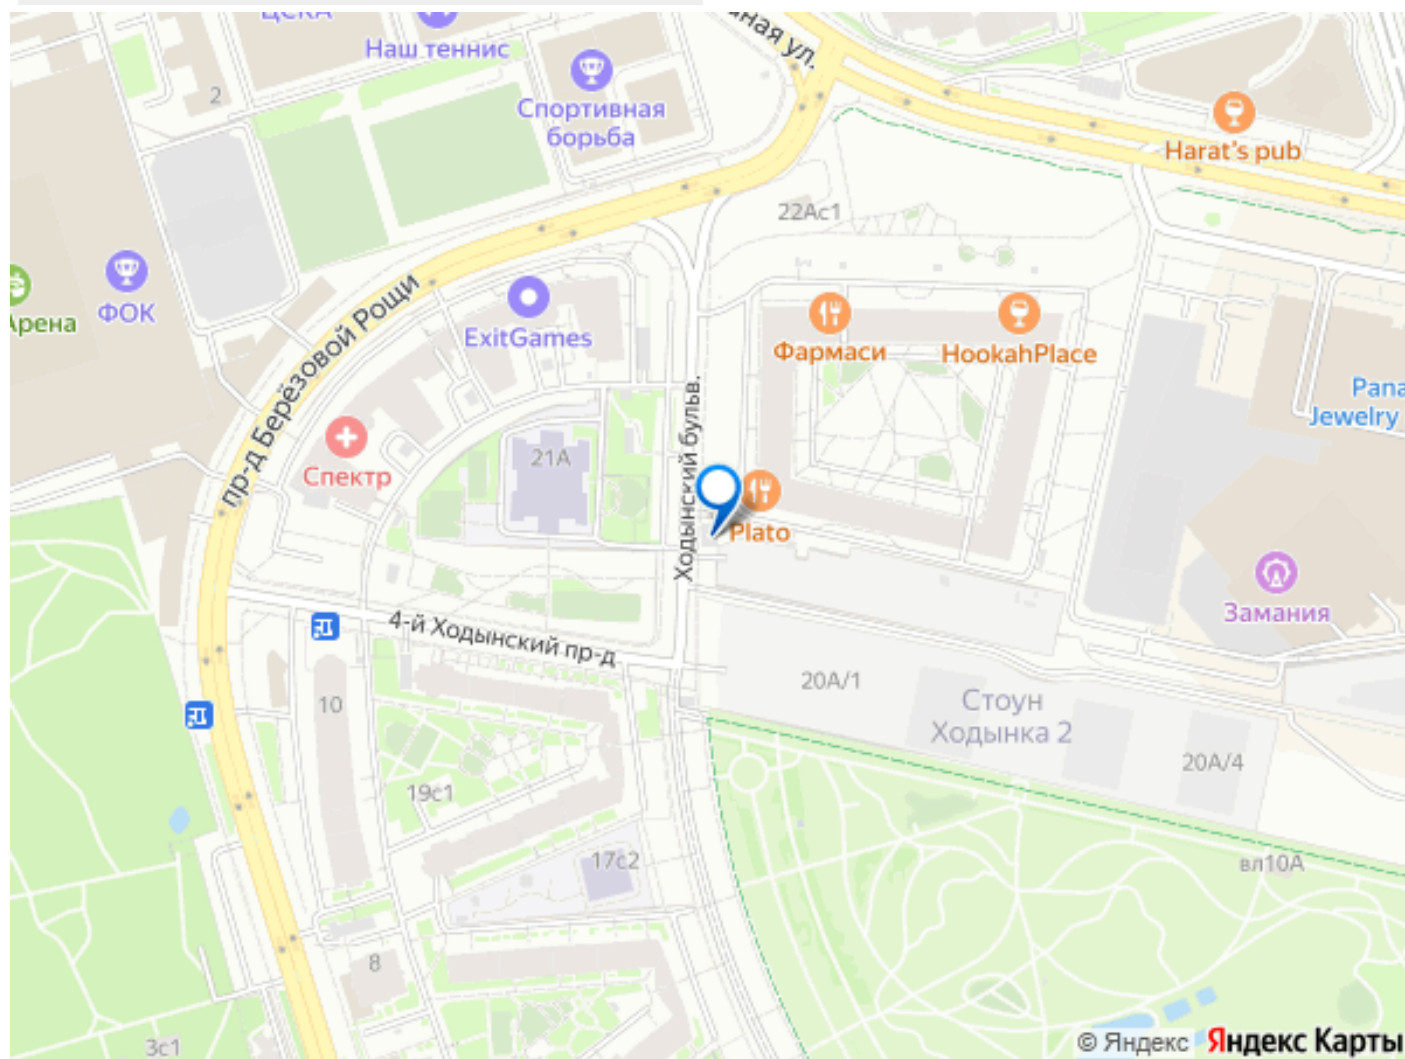 ЦСКА
Наш теннис
ная ул.
2
Спортивная
борьба
Harat's pub
22Ас1
Арена
ФОК
пр-д Берёзовой Рощи
ExitGames
Фармаси
HookahPlace
Ходынский бульв.
Pana
Jewelry
21А
Спектр
Plato
Замания
4-й Ходынский пр-д
20А/1
Стоун
Ходынка 2
10
20А/4
19с1
17с2
вл10А
8
3с1
© Яндекс Яндекс Карты